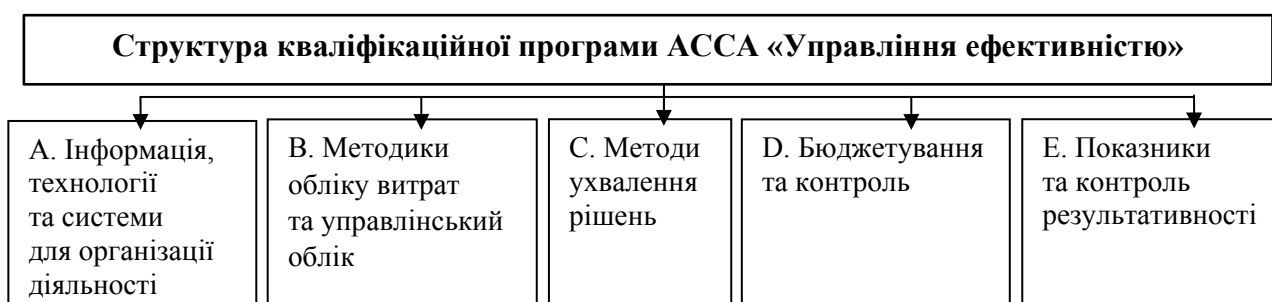 Структура кваліфікаційної програми АССА «Управління ефективністю»
А. Інформація,
технології
та системи
для організації
діяльності
В. Методики
обліку витрат
та управлінський
облік
С. Методи
ухвалення
рішень
D. Бюджетування
та контроль
Е. Показники
та контроль
результативності